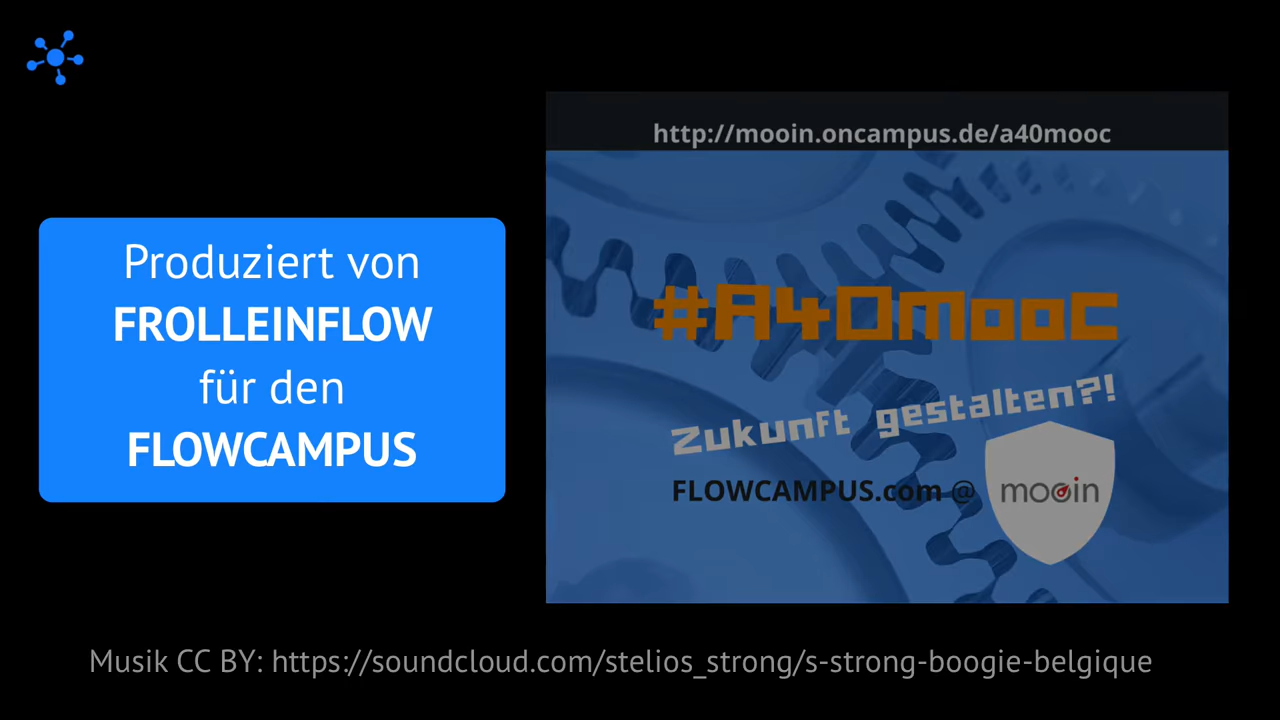 Produziert von
FROLLEINFLOW
für den
FLOWCAMPUS
http://mooin.oncampus.de/a40mooc
#A40MOOC
Zukunft gestalten?!
FLOWCAMPUS.com @
mooin
Musik CC BY: https://soundcloud.com/stelios_strong/s-strong-boogie-belgique